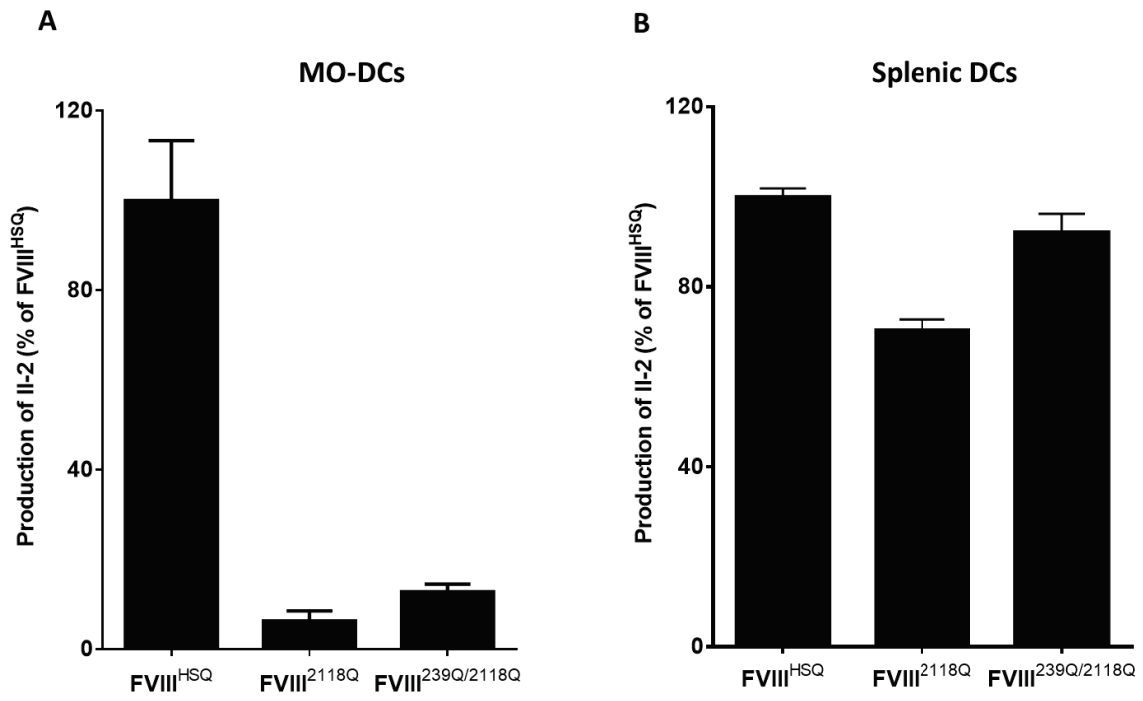 A
MO-DCs
Production of Il-2 (% of FVIII^HSQ)
120
80
40
0
FVIII^HSQ
FVIII^2118Q
FVIII^239Q/2118Q
B
Splenic DCs
Production of Il-2 (% of FVIII^HSQ)
120
80
40
0
FVIII^HSQ
FVIII^2118Q
FVIII^239Q/2118Q